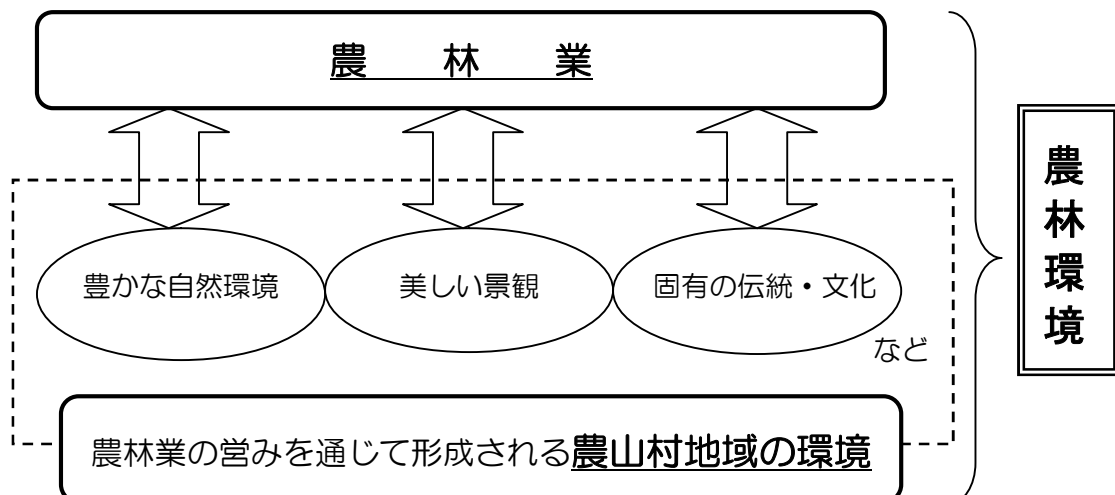 農　林　業
豊かな自然環境
美しい景観
固有の伝統・文化
など
農林業の営みを通じて形成される農山村地域の環境
農林環境